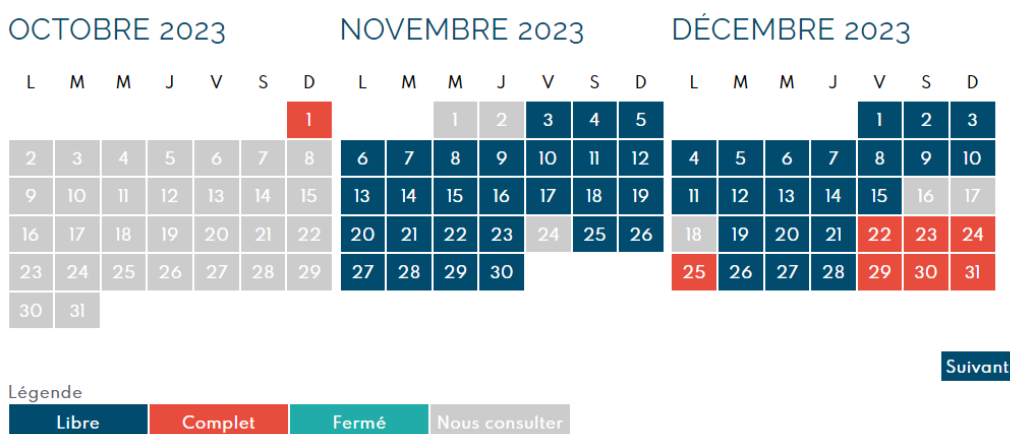 OCTOBRE 2023 NOVEMBRE 2023 DÉCEMBRE 2023
L M M J V S D L M M J V S D L M M J V S D
1 1 2 3 4 5 1 2 3
2 3 4 5 6 7 8 6 7 8 9 10 11 12 4 5 6 7 8 9 10
9 10 11 12 13 14 15 13 14 15 16 17 18 19 11 12 13 14 15 16 17
16 17 18 19 20 21 22 20 21 22 23 24 25 26 18 19 20 21 22 23 24
23 24 25 26 27 28 29 27 28 29 30 25 26 27 28 29 30 31
30 31
Suivant
Légende
Libre Complet Fermé Nous consulter